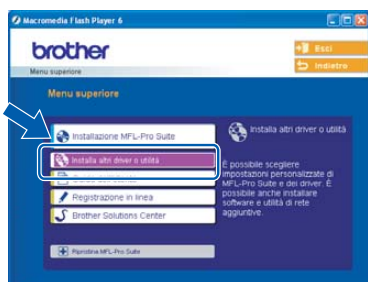 Macromedia Flash Player 6
brother
Esci
Indietro
Menu superiore
Menu superiore
Installazione MFL-Pro Suite
Installa altri driver o utilità
Registrazione in linea
Brother Solutions Center
Ripristina MFL-Pro Suite
Installa altri driver o utilità
È possibile scegliere
impostazioni personalizzate di
MFL-Pro Suite e dei driver. È
possibile anche installare
software e utilità di rete
aggiuntive.